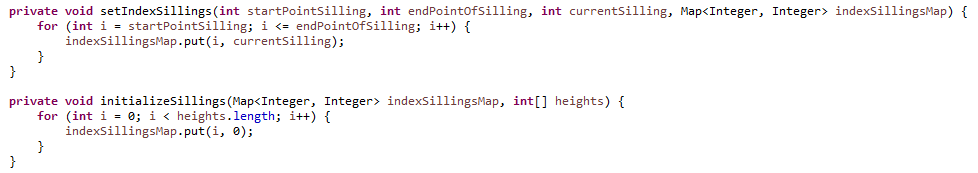 private void setIndexSillings(int startPointSilling, int endPointOfSilling, int currentSilling, Map<Integer, Integer> indexSillingsMap) {
    for (int i = startPointSilling; i <= endPointOfSilling; i++) {
        indexSillingsMap.put(i, currentSilling);
    }
}

private void initializeSillings(Map<Integer, Integer> indexSillingsMap, int[] heights) {
    for (int i = 0; i < heights.length; i++) {
        indexSillingsMap.put(i, 0);
    }
}